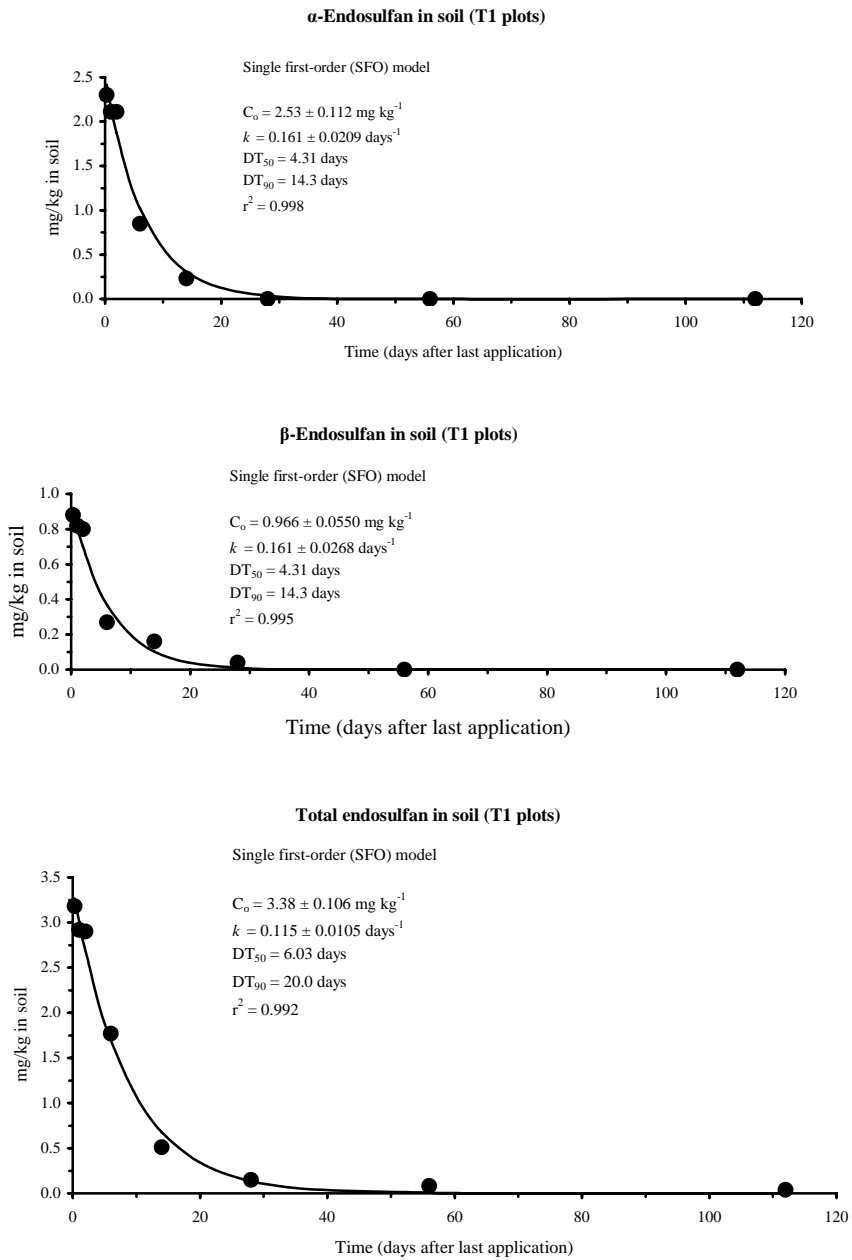 α-Endosulfan in soil (T1 plots)
Single first-order (SFO) model
Cₒ = 2.53 ± 0.112 mg kg⁻¹
k = 0.161 ± 0.0209 days⁻¹
DT₅₀ = 4.31 days
DT₉₀ = 14.3 days
r² = 0.998
mg/kg in soil
2.5
2.0
1.5
1.0
0.5
0.0
0 20 40 60 80 100 120
Time (days after last application)
β-Endosulfan in soil (T1 plots)
Single first-order (SFO) model
Cₒ = 0.966 ± 0.0550 mg kg⁻¹
k = 0.161 ± 0.0268 days⁻¹
DT₅₀ = 4.31 days
DT₉₀ = 14.3 days
r² = 0.995
mg/kg in soil
1.0
0.8
0.6
0.4
0.2
0.0
0 20 40 60 80 100 120
Time (days after last application)
Total endosulfan in soil (T1 plots)
Single first-order (SFO) model
Cₒ = 3.38 ± 0.106 mg kg⁻¹
k = 0.115 ± 0.0105 days⁻¹
DT₅₀ = 6.03 days
DT₉₀ = 20.0 days
r² = 0.992
mg/kg in soil
3.5
3.0
2.5
2.0
1.5
1.0
0.5
0.0
0 20 40 60 80 100 120
Time (days after last application)